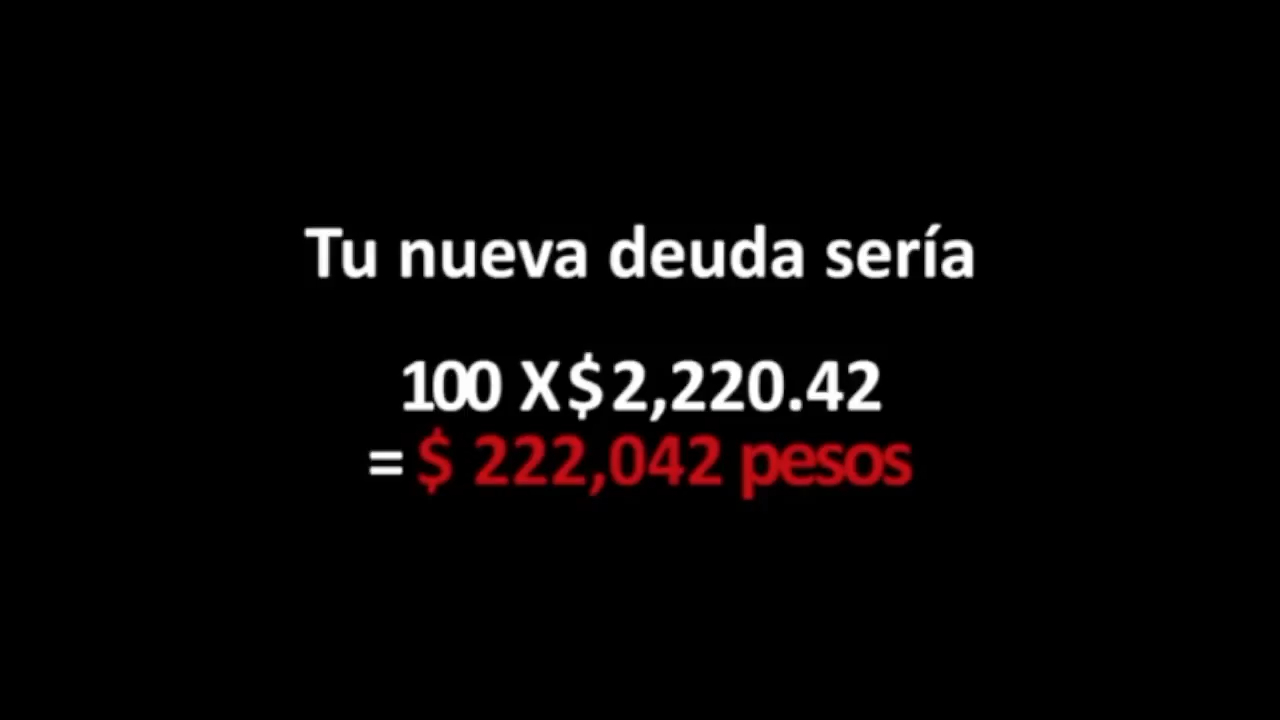 Tu nueva deuda sería
100 X $ 2,220.42
= $ 222,042 pesos